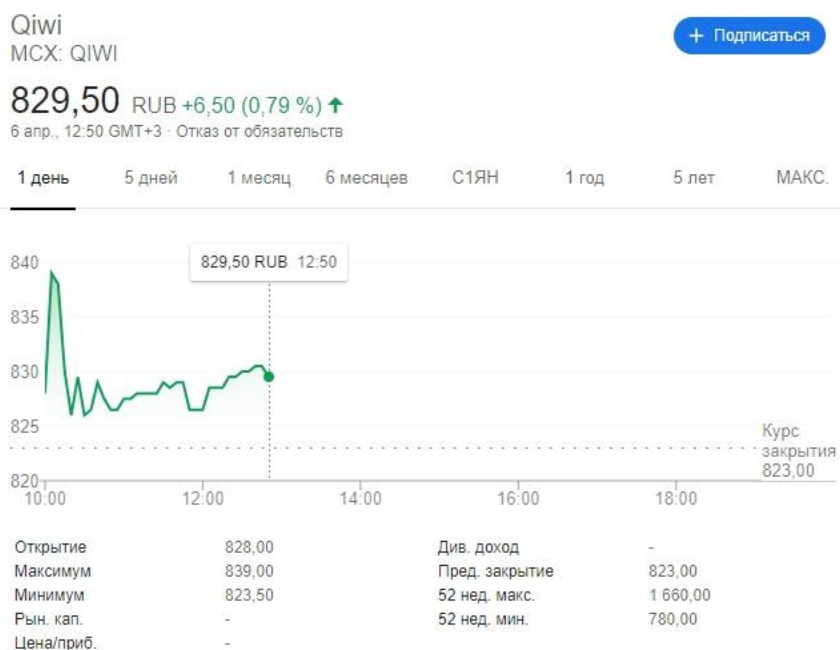 Qiwi
MCX: QIWI
+ Подписаться
829,50 RUB +6,50 (0,79 %) ↑
6 апр., 12:50 GMT+3 · Отказ от обязательств
1 день 5 дней 1 месяц 6 месяцев С1ЯН 1 год 5 лет МАКС.
829,50 RUB 12:50
840
835
830
825
820
Курс
закрытия
823,00
10:00 12:00 14:00 16:00 18:00
Открытие 828,00 Див. доход -
Максимум 839,00 Пред. закрытие 823,00
Минимум 823,50 52 нед. макс. 1 660,00
Рын. кап. - 52 нед. мин. 780,00
Цена/приб. -